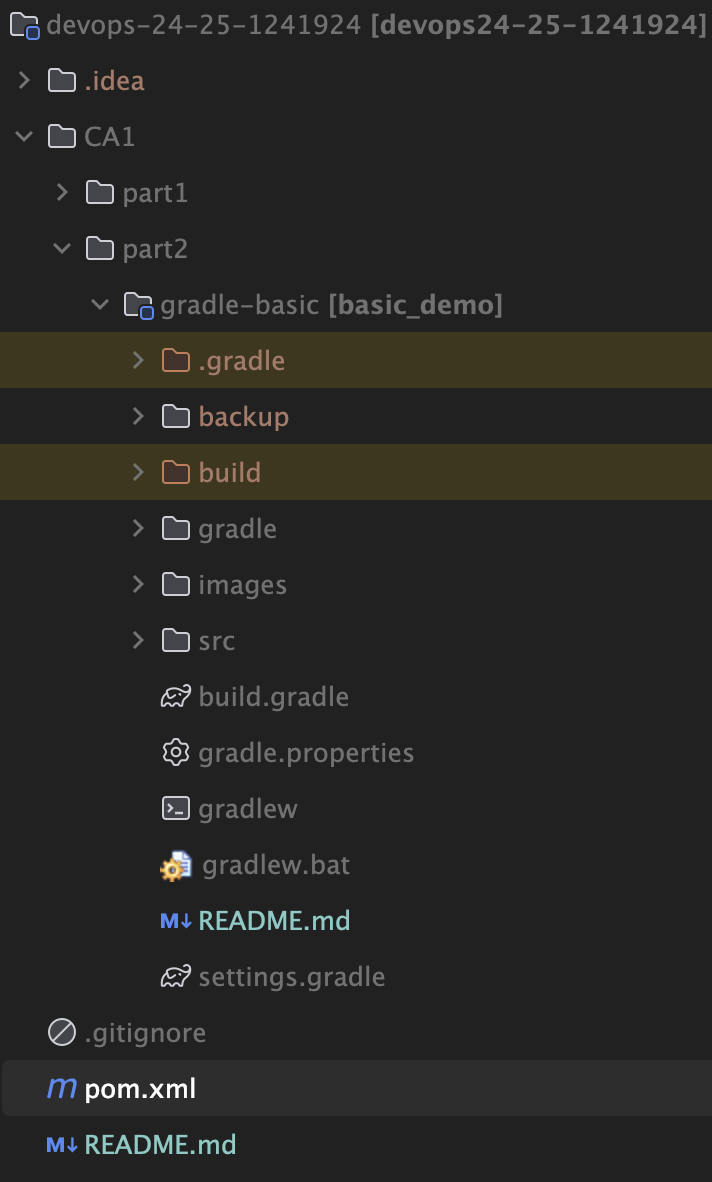 devops-24-25-1241924 [devops24-25-1241924]
.idea
CA1
part1
part2
gradle-basic [basic_demo]
.gradle
backup
build
gradle
images
src
build.gradle
gradle.properties
gradlew
gradlew.bat
M↓ README.md
settings.gradle
.gitignore
m pom.xml
M↓ README.md